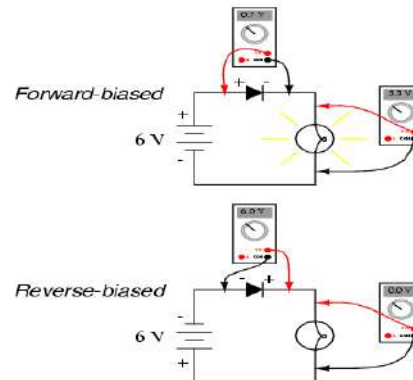 0.7 V
Forward-biased
+ -
5.3 V
+
6 V
-
6.0 V
Reverse-biased
- +
0.0 V
-
6 V
+